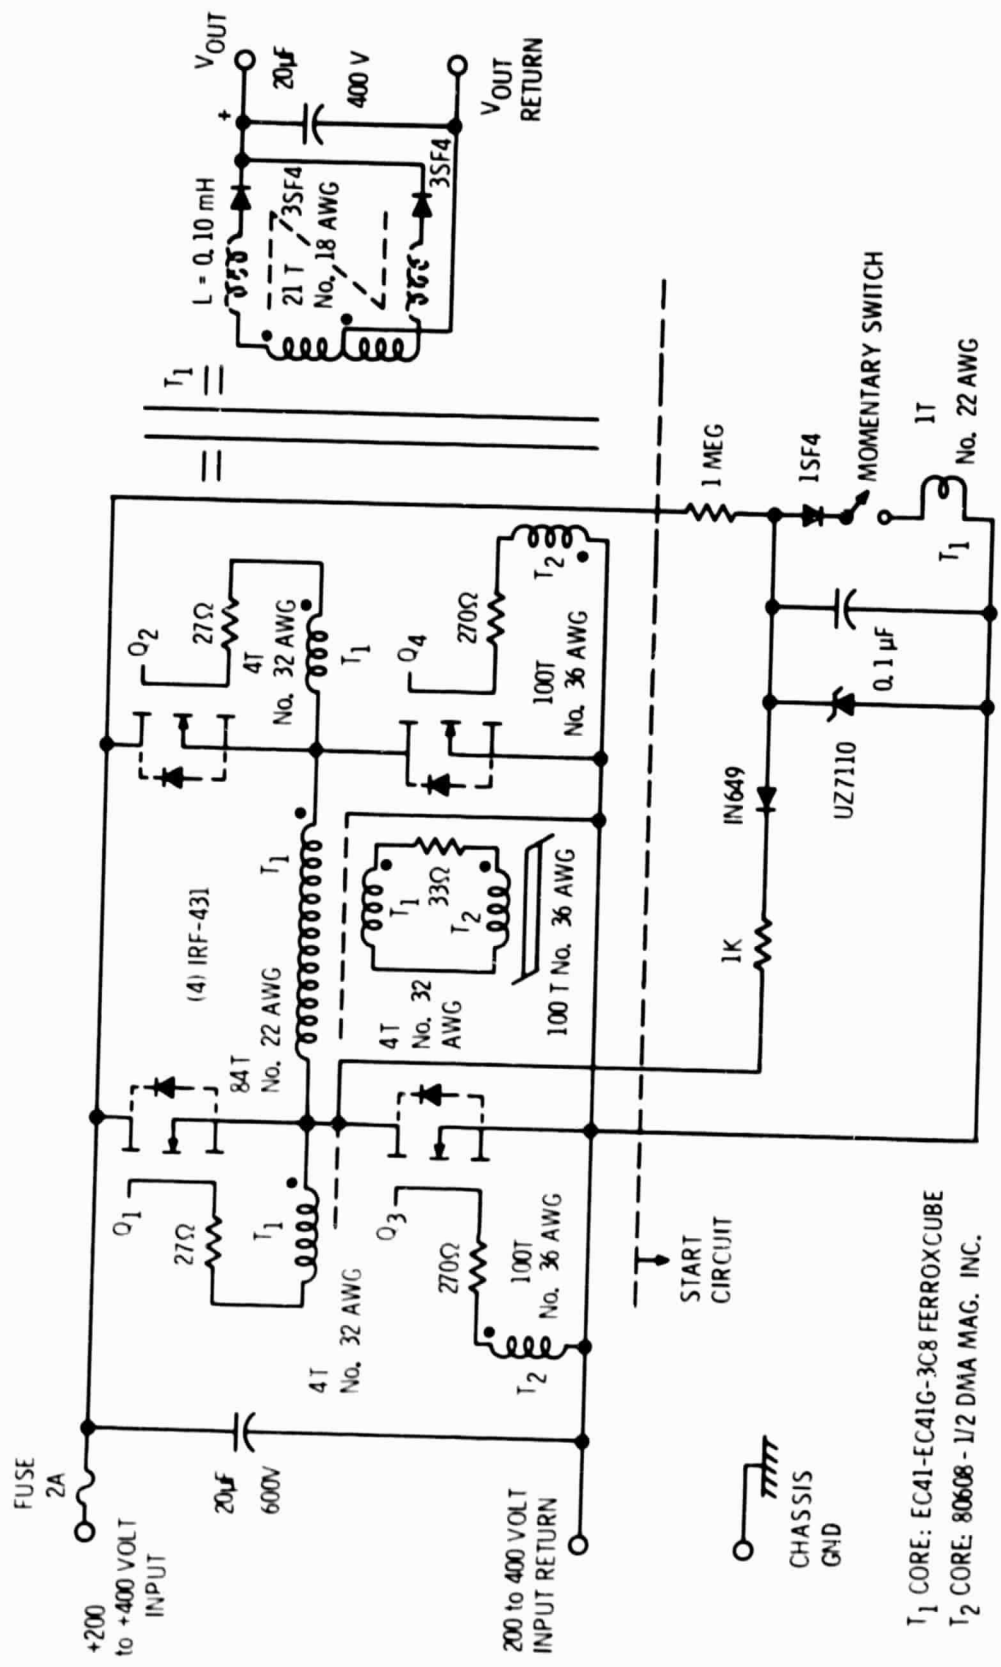 FUSE
2A
+200
to +400 VOLT
INPUT
20µF
600V
200 to 400 VOLT
INPUT RETURN
CHASSIS
GND
T1 CORE: EC41-EC41G-3C8 FERROXCUBE
T2 CORE: 80608 - 1/2 DMA MAG. INC.
Q1
27Ω
T1
4T
No. 32 AWG
Q3
270Ω
100T
No. 36 AWG
T2
START
CIRCUIT
84T
No. 22 AWG
(4) IRF-431
T1
4T
No. 32
AWG
T1
33Ω
T2
100 T No. 36 AWG
1K
IN649
UZ7110
0.1 µF
Q2
27Ω
4T
No. 32 AWG
T1
Q4
270Ω
100T
No. 36 AWG
T2
1 MEG
1SF4
MOMENTARY SWITCH
T1
1T
No. 22 AWG
T1
L = 0.10 mH
21 T
No. 18 AWG
3SF4
3SF4
+
VOUT
20µF
400 V
VOUT
RETURN